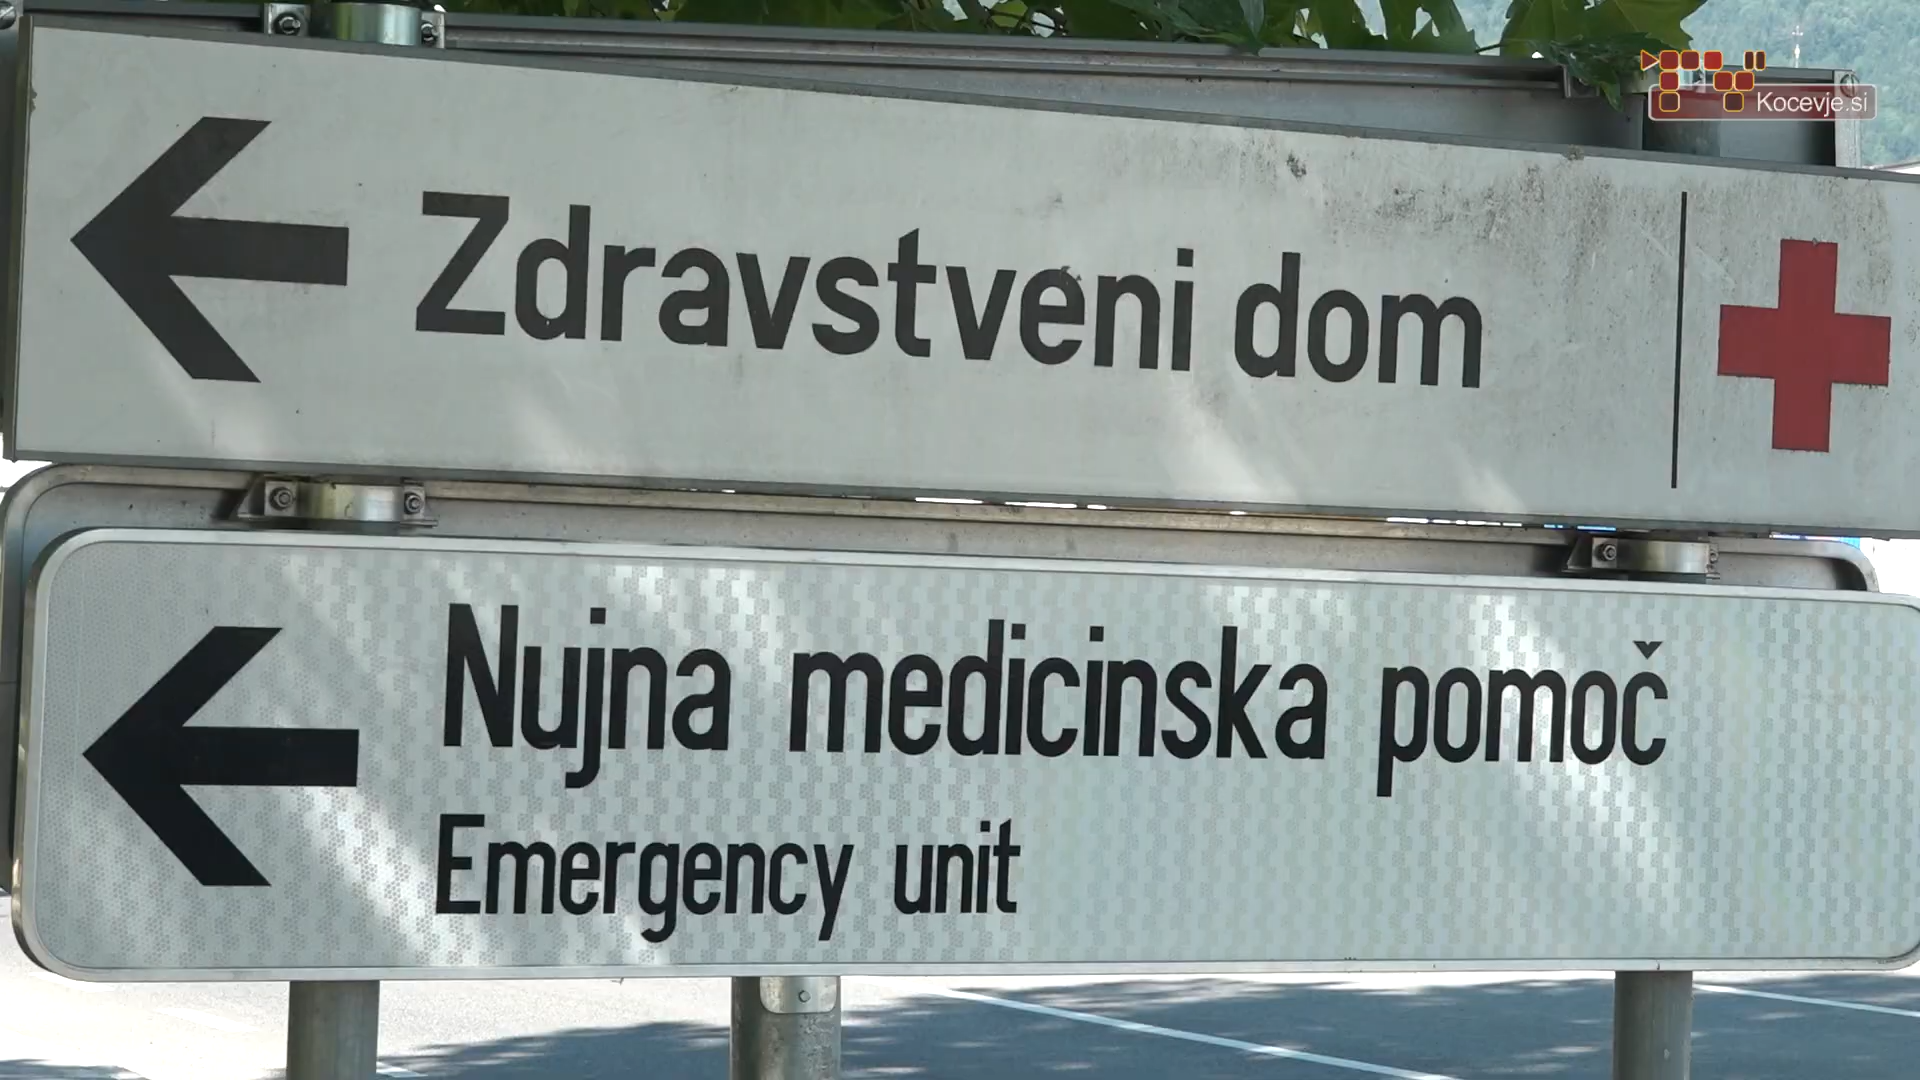 Kocevje.si
Zdravstveni dom
Nujna medicinska pomoč
Emergency unit